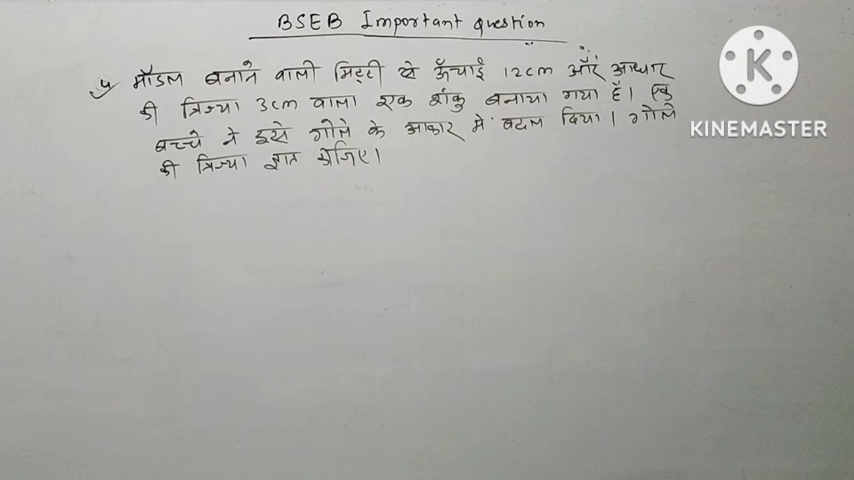 BSEB Important Question
4 मॉडल बनाने वाली मिट्टी से ऊँचाई 12cm और आधार
की त्रिज्या 3cm वाला एक शंकु बनाया गया है। एक
बच्चे ने इसे गोले के आकार में बदल दिया। गोले
की त्रिज्या ज्ञात कीजिए।
KINEMASTER